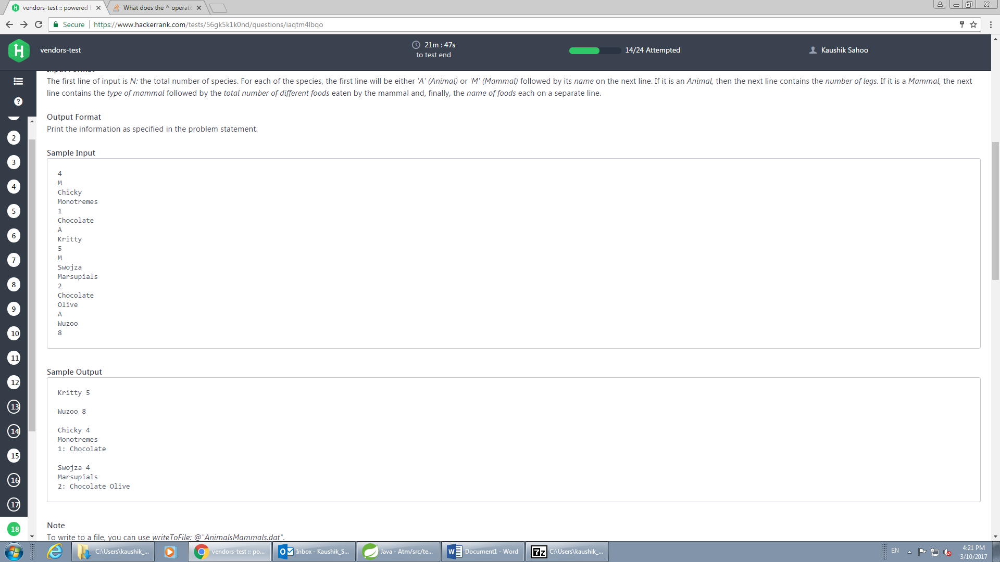 vendors-test :: powered
What does the ^ operat
Secure
https://www.hackerrank.com/tests/56gk5k1k0nd/questions/iaqtm4lbqo
H
vendors-test
21m : 47s
to test end
14/24 Attempted
Kaushik Sahoo
Input Format
The first line of input is N: the total number of species. For each of the species, the first line will be either 'A' (Animal) or 'M' (Mammal) followed by its name on the next line. If it is an Animal, then the next line contains the number of legs. If it is a Mammal, the next
line contains the type of mammal followed by the total number of different foods eaten by the mammal and, finally, the name of foods each on a separate line.
Output Format
Print the information as specified in the problem statement.
Sample Input
4
M
Chicky
Monotremes
1
Chocolate
A
Kritty
5
M
Swojza
Marsupials
2
Chocolate
Olive
A
Wuzoo
8
Sample Output
Kritty 5
Wuzoo 8
Chicky 4
Monotremes
1: Chocolate
Swojza 4
Marsupials
2: Chocolate Olive
Note
To write to a file, you can use writeToFile: @"AnimalsMammals.dat".
?
2
3
4
5
6
7
8
9
10
11
12
13
14
15
16
17
18
C:\Users\kaushik_...
vendors-test :: po...
Inbox - Kaushik_S...
Java - Atm/src/te...
Document1 - Word
7z
C:\Users\kaushik_...
EN
4:21 PM
3/10/2017